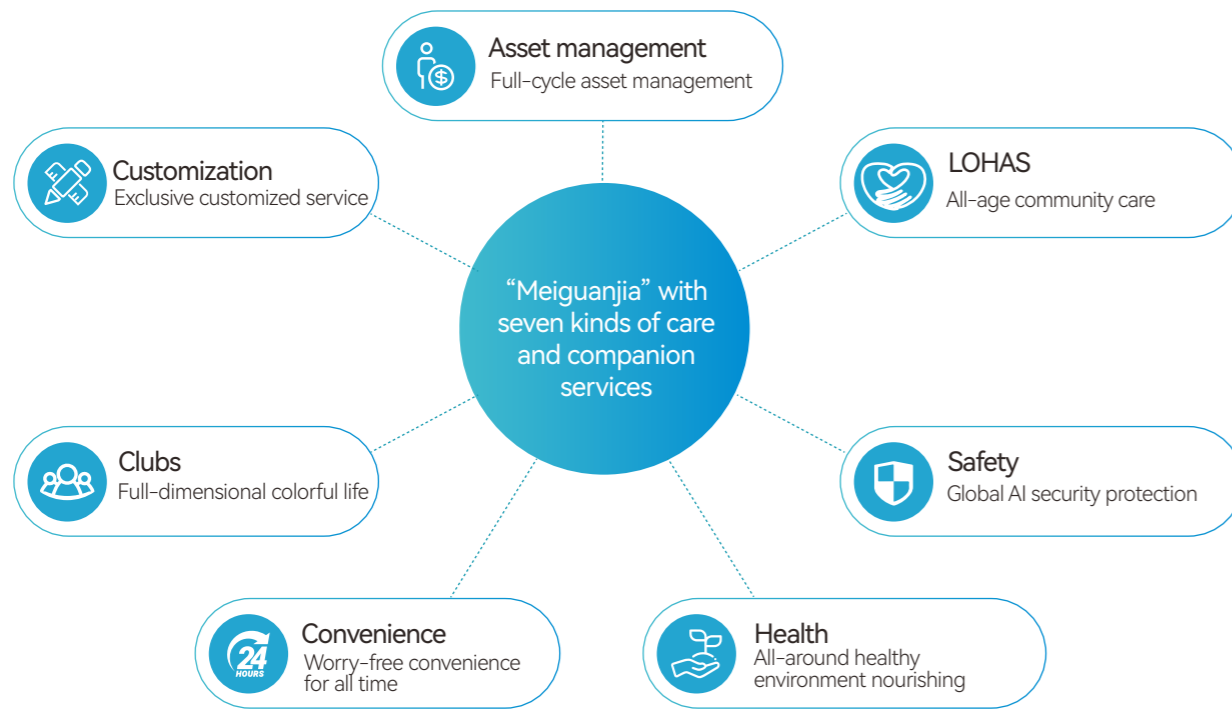 Asset management
Full-cycle asset management
Customization
Exclusive customized service
LOHAS
All-age community care
“Meiguanjia” with
seven kinds of care
and companion
services
Clubs
Full-dimensional colorful life
Safety
Global AI security protection
24
HOURS
Convenience
Worry-free convenience
for all time
Health
All-around healthy
environment nourishing